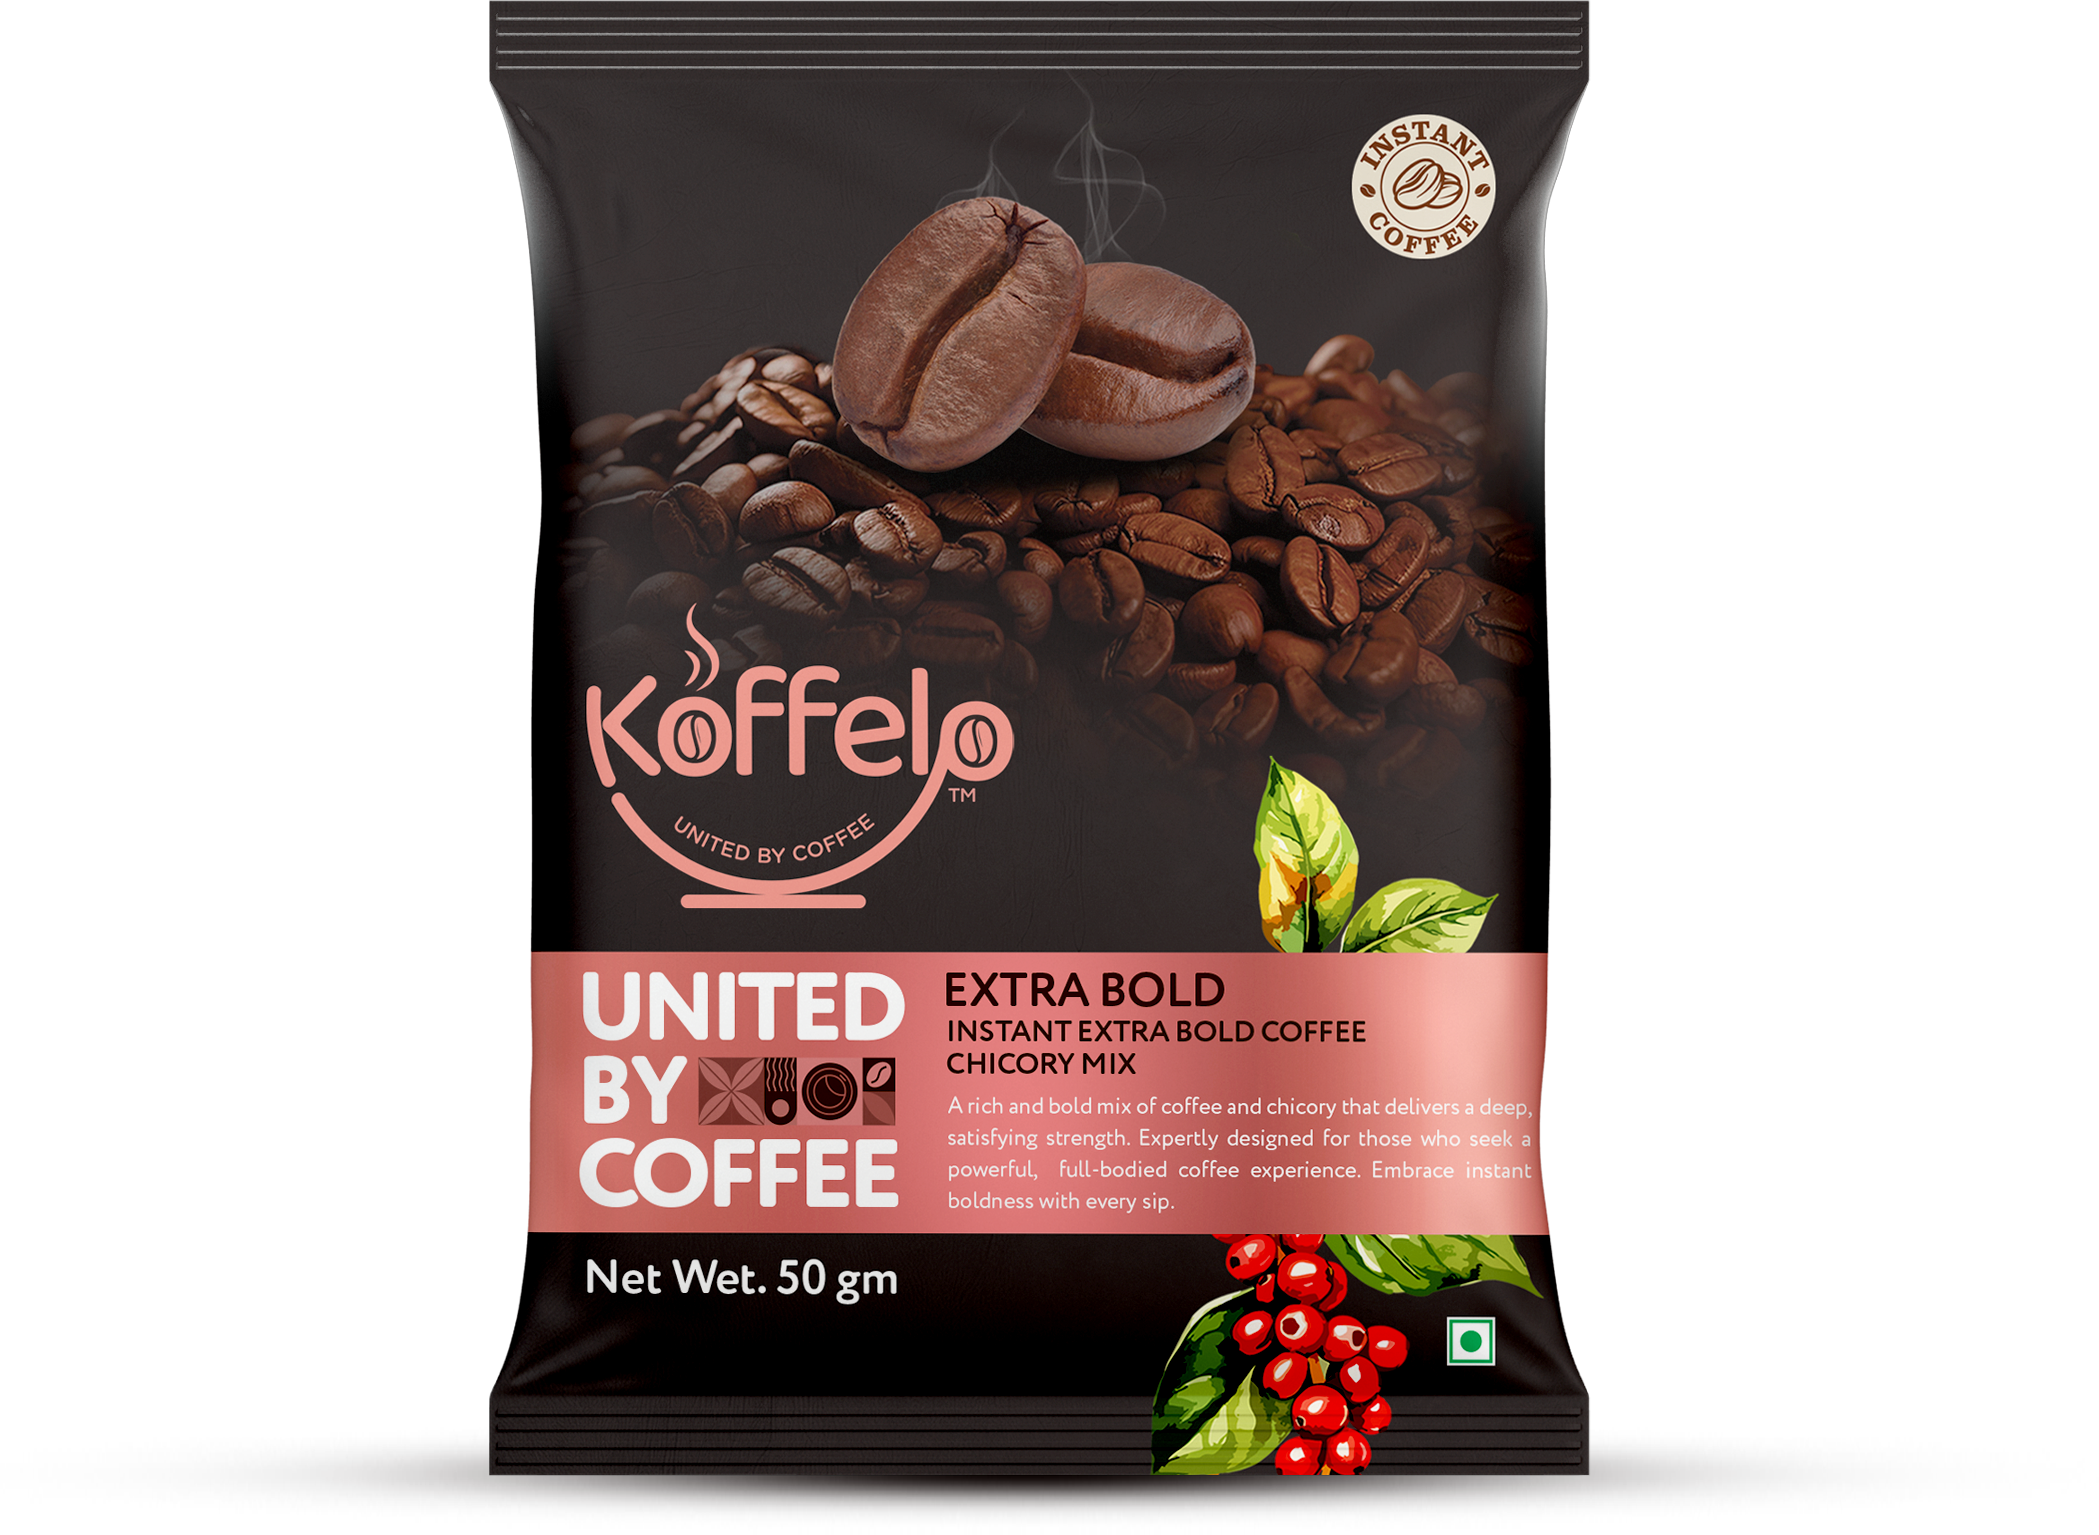 INSTANT
COFFEE
Koffelo
TM
UNITED BY COFFEE
UNITED
BY
COFFEE
EXTRA BOLD
INSTANT EXTRA BOLD COFFEE
CHICORY MIX
A rich and bold mix of coffee and chicory that delivers a deep,
satisfying strength. Expertly designed for those who seek a
powerful, full-bodied coffee experience. Embrace instant
boldness with every sip.
Net Wet. 50 gm